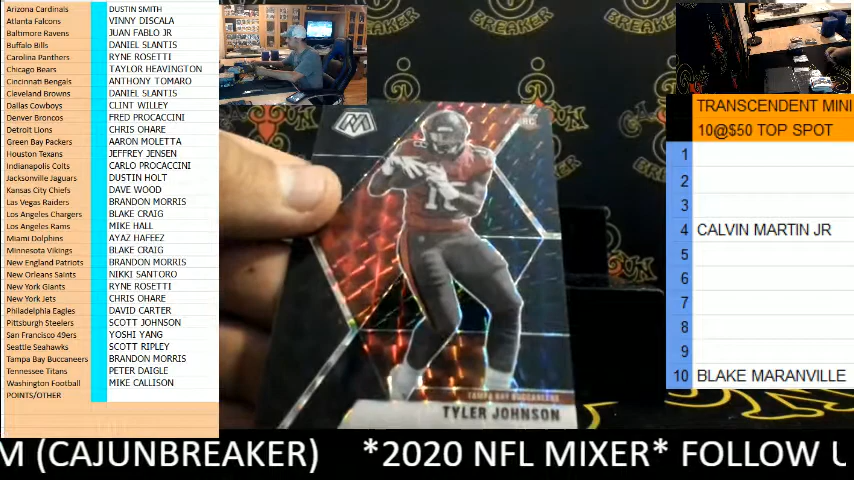 Arizona Cardinals DUSTIN SMITH
Atlanta Falcons VINNY DISCALA
Baltimore Ravens JUAN FABLO JR
Buffalo Bills DANIEL SLANTIS
Carolina Panthers RYNE ROSETTI
Chicago Bears TAYLOR HEAVINGTON
Cincinnati Bengals ANTHONY TOMARO
Cleveland Browns DANIEL SLANTIS
Dallas Cowboys CLINT WILLEY
Denver Broncos FRED PROCACCINI
Detroit Lions CHRIS OHARE
Green Bay Packers AARON MOLETTA
Houston Texans JEFFREY JENSEN
Indianapolis Colts CARLO PROCACCINI
Jacksonville Jaguars DUSTIN HOLT
Kansas City Chiefs DAVE WOOD
Las Vegas Raiders BRANDON MORRIS
Los Angeles Chargers BLAKE CRAIG
Los Angeles Rams MIKE HALL
Miami Dolphins AYAZ HAFEEZ
Minnesota Vikings BLAKE CRAIG
New England Patriots BRANDON MORRIS
New Orleans Saints NIKKI SANTORO
New York Giants RYNE ROSETTI
New York Jets CHRIS OHARE
Philadelphia Eagles DAVID CARTER
Pittsburgh Steelers SCOTT JOHNSON
San Francisco 49ers YOSHI YANG
Seattle Seahawks SCOTT RIPLEY
Tampa Bay Buccaneers BRANDON MORRIS
Tennessee Titans PETER DAIGLE
Washington Football MIKE CALLISON
POINTS/OTHER
BREAKER
BREAKER
RC
TAMPA BAY BUCCANEERS
TYLER JOHNSON
TRANSCENDENT MINI
10@$50 TOP SPOT
1
2
3
4 CALVIN MARTIN JR
5
6
7
8
9
10 BLAKE MARANVILLE
M (CAJUNBREAKER) *2020 NFL MIXER* FOLLOW U